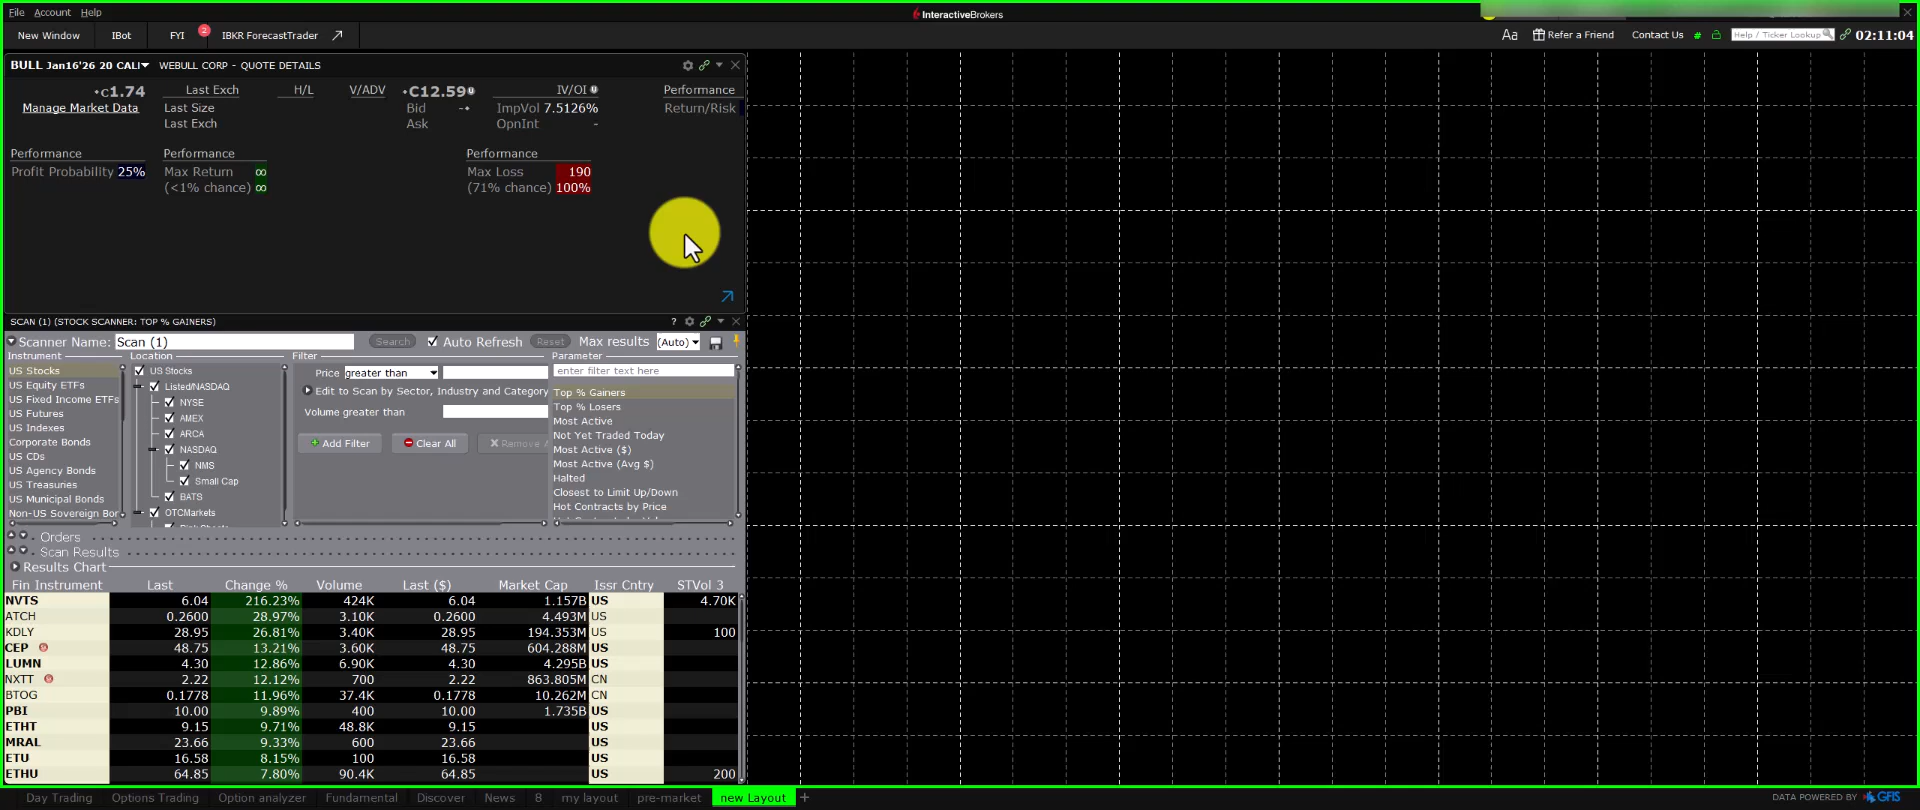 File Account Help
InteractiveBrokers
New Window IBot FYI 2 IBKR ForecastTrader
Aa Refer a Friend Contact Us # Help / Ticker Lookup 02:11:04
BULL Jan16'26 20 CALL WEBULL CORP - QUOTE DETAILS
C1.74 Last Exch H/L V/ADV C12.59 IV/OI Performance
Manage Market Data Last Size Bid ImpVol 7.5126% Return/Risk
Last Exch Ask OpnInt -
Performance Performance Performance
Profit Probability 25% Max Return ∞ Max Loss 190
(<1% chance) ∞ (71% chance) 100%
SCAN (1) (STOCK SCANNER: TOP % GAINERS) ?
Scanner Name: Scan (1) Search Auto Refresh Reset Max results (Auto)
Instrument Location Filter Parameter
US Stocks
US Equity ETFs
US Fixed Income ETFs
US Futures
US Indexes
Corporate Bonds
US CDs
US Agency Bonds
US Treasuries
US Municipal Bonds
Non-US Sovereign Bor
US Stocks
Listed/NASDAQ
NYSE
AMEX
ARCA
NASDAQ
NMS
Small Cap
BATS
OTCMarkets
Price greater than
Edit to Scan by Sector, Industry and Category
Volume greater than
Add Filter Clear All Remove
enter filter text here
Top % Gainers
Top % Losers
Most Active
Not Yet Traded Today
Most Active ($)
Most Active (Avg $)
Halted
Closest to Limit Up/Down
Hot Contracts by Price
Orders
Scan Results
Results Chart
Fin Instrument Last Change % Volume Last ($) Market Cap Issr Cntry STVol 3
NVTS 6.04 216.23% 424K 6.04 1.157B US 4.70K
ATCH 0.2600 28.97% 3.10K 0.2600 4.493M US
KDLY 28.95 26.81% 3.40K 28.95 194.353M US 100
CEP 48.75 13.21% 3.60K 48.75 604.288M US
LUMN 4.30 12.86% 6.90K 4.30 4.295B US
NXTT 2.22 12.12% 700 2.22 863.805M CN
BTOG 0.1778 11.96% 37.4K 0.1778 10.262M CN
PBI 10.00 9.89% 400 10.00 1.735B US
ETHT 9.15 9.71% 48.8K 9.15 US
MRAL 23.66 9.33% 600 23.66 US
ETU 16.58 8.15% 100 16.58 US
ETHU 64.85 7.80% 90.4K 64.85 US 200
Day Trading Options Trading Option analyzer Fundamental Discover News 8 my layout pre-market new Layout +
DATA POWERED BY GFIS